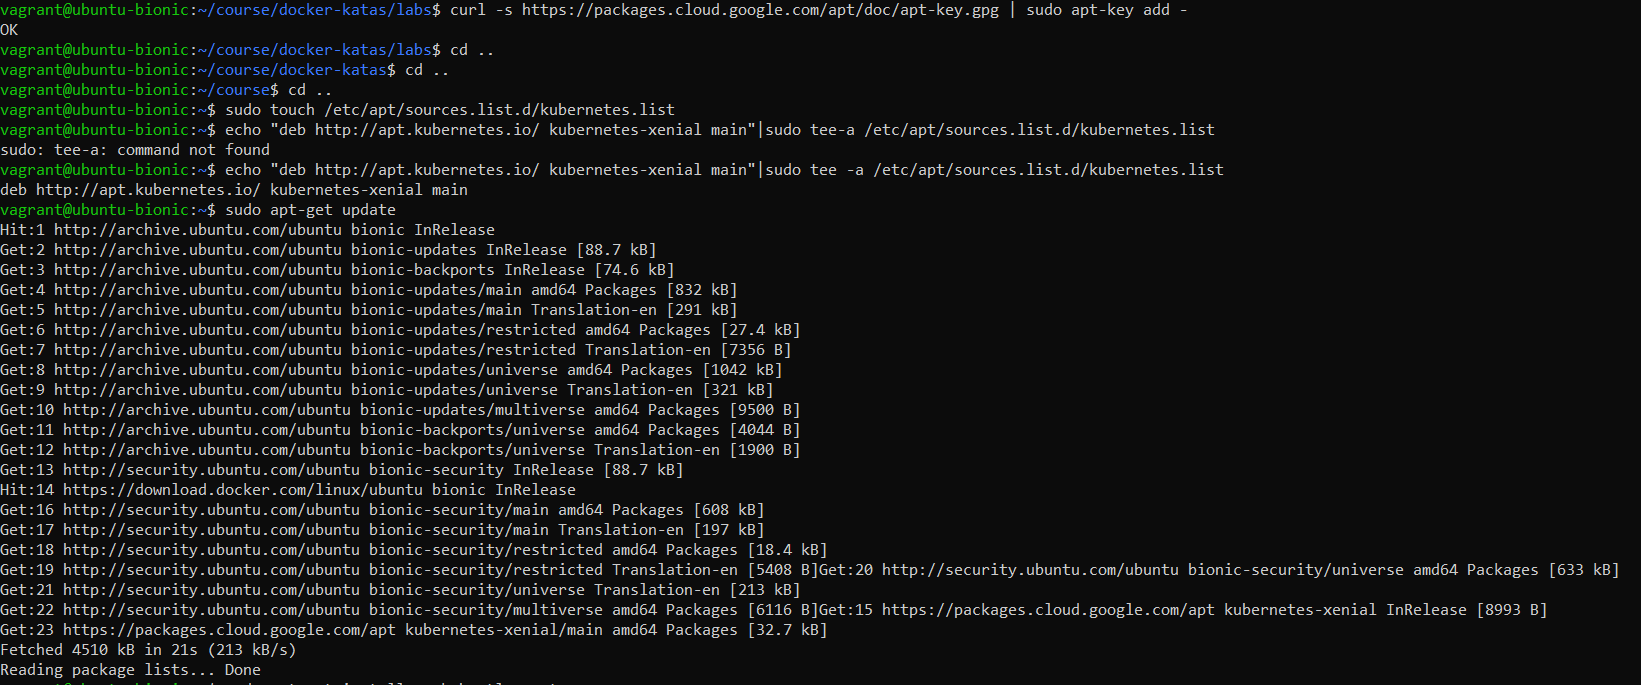 vagrant@ubuntu-bionic:~/course/docker-katas/labs$ curl -s https://packages.cloud.google.com/apt/doc/apt-key.gpg | sudo apt-key add -
OK
vagrant@ubuntu-bionic:~/course/docker-katas/labs$ cd ..
vagrant@ubuntu-bionic:~/course/docker-katas$ cd ..
vagrant@ubuntu-bionic:~/course$ cd ..
vagrant@ubuntu-bionic:~$ sudo touch /etc/apt/sources.list.d/kubernetes.list
vagrant@ubuntu-bionic:~$ echo "deb http://apt.kubernetes.io/ kubernetes-xenial main"|sudo tee-a /etc/apt/sources.list.d/kubernetes.list
sudo: tee-a: command not found
vagrant@ubuntu-bionic:~$ echo "deb http://apt.kubernetes.io/ kubernetes-xenial main"|sudo tee -a /etc/apt/sources.list.d/kubernetes.list
deb http://apt.kubernetes.io/ kubernetes-xenial main
vagrant@ubuntu-bionic:~$ sudo apt-get update
Hit:1 http://archive.ubuntu.com/ubuntu bionic InRelease
Get:2 http://archive.ubuntu.com/ubuntu bionic-updates InRelease [88.7 kB]
Get:3 http://archive.ubuntu.com/ubuntu bionic-backports InRelease [74.6 kB]
Get:4 http://archive.ubuntu.com/ubuntu bionic-updates/main amd64 Packages [832 kB]
Get:5 http://archive.ubuntu.com/ubuntu bionic-updates/main Translation-en [291 kB]
Get:6 http://archive.ubuntu.com/ubuntu bionic-updates/restricted amd64 Packages [27.4 kB]
Get:7 http://archive.ubuntu.com/ubuntu bionic-updates/restricted Translation-en [7356 B]
Get:8 http://archive.ubuntu.com/ubuntu bionic-updates/universe amd64 Packages [1042 kB]
Get:9 http://archive.ubuntu.com/ubuntu bionic-updates/universe Translation-en [321 kB]
Get:10 http://archive.ubuntu.com/ubuntu bionic-updates/multiverse amd64 Packages [9500 B]
Get:11 http://archive.ubuntu.com/ubuntu bionic-backports/universe amd64 Packages [4044 B]
Get:12 http://archive.ubuntu.com/ubuntu bionic-backports/universe Translation-en [1900 B]
Get:13 http://security.ubuntu.com/ubuntu bionic-security InRelease [88.7 kB]
Hit:14 https://download.docker.com/linux/ubuntu bionic InRelease
Get:16 http://security.ubuntu.com/ubuntu bionic-security/main amd64 Packages [608 kB]
Get:17 http://security.ubuntu.com/ubuntu bionic-security/main Translation-en [197 kB]
Get:18 http://security.ubuntu.com/ubuntu bionic-security/restricted amd64 Packages [18.4 kB]
Get:19 http://security.ubuntu.com/ubuntu bionic-security/restricted Translation-en [5408 B]Get:20 http://security.ubuntu.com/ubuntu bionic-security/universe amd64 Packages [633 kB]
Get:21 http://security.ubuntu.com/ubuntu bionic-security/universe Translation-en [213 kB]
Get:22 http://security.ubuntu.com/ubuntu bionic-security/multiverse amd64 Packages [6116 B]Get:15 https://packages.cloud.google.com/apt kubernetes-xenial InRelease [8993 B]
Get:23 https://packages.cloud.google.com/apt kubernetes-xenial/main amd64 Packages [32.7 kB]
Fetched 4510 kB in 21s (213 kB/s)
Reading package lists... Done